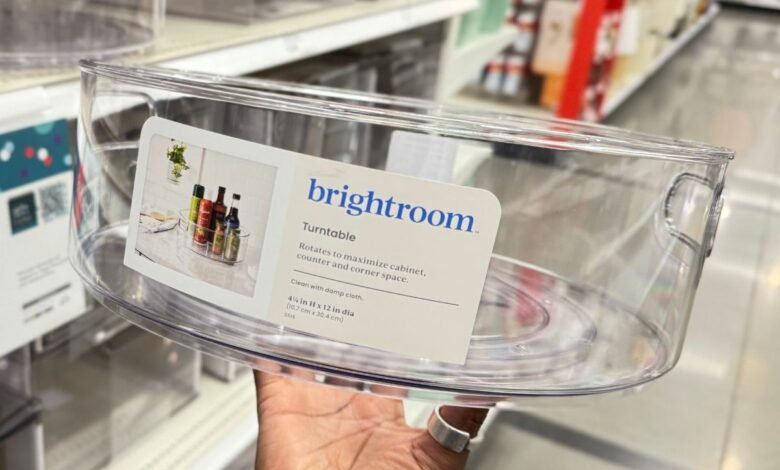 brightroom™
Turntable
Rotates to maximize cabinet,
counter and corner space.
Clean with damp cloth.
4¼ in H x 12 in dia
(10,7 cm x 30,4 cm)